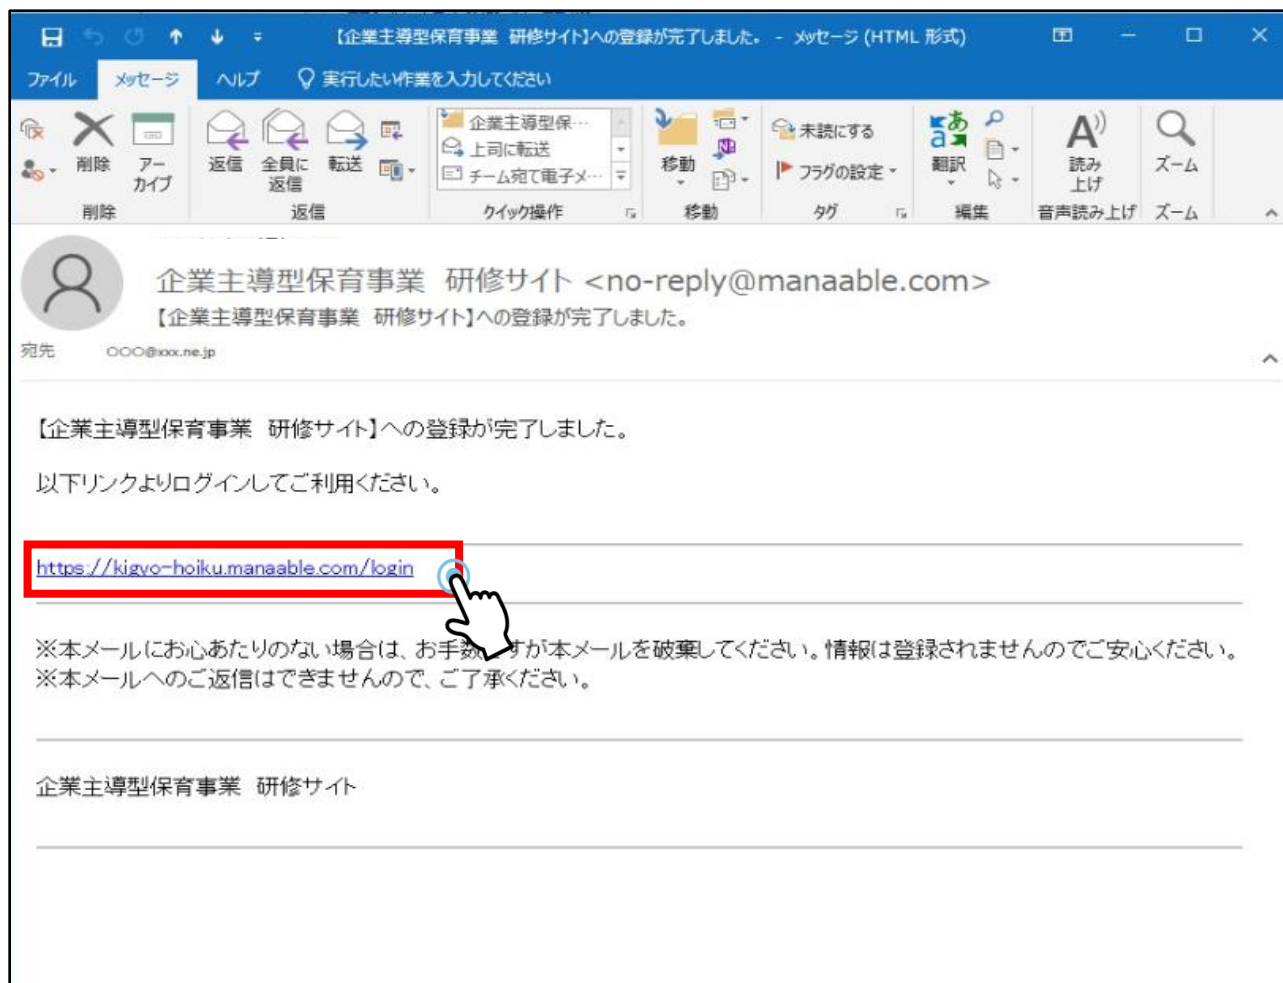 【企業主導型保育事業 研修サイト】への登録が完了しました。 - メッセージ (HTML 形式)
ファイル メッセージ ヘルプ 実行したい作業を入力してください
削除 アーカイブ 返信 全員に返信 転送 企業主導型保… 上司に転送 チーム宛て電子メ… 移動 未読にする フラグの設定 翻訳 読み上げ ズーム
削除 返信 クイック操作 移動 タグ 編集 音声読み上げ ズーム
企業主導型保育事業 研修サイト <no-reply@manaable.com>
【企業主導型保育事業 研修サイト】への登録が完了しました。
宛先 ○○○@xxx.ne.jp
【企業主導型保育事業 研修サイト】への登録が完了しました。
以下リンクよりログインしてご利用ください。
https://kigyo-hoiku.manaable.com/login
※本メールにお心あたりのない場合は、お手数ですが本メールを破棄してください。情報は登録されませんのでご安心ください。
※本メールへのご返信はできませんので、ご了承ください。
企業主導型保育事業 研修サイト